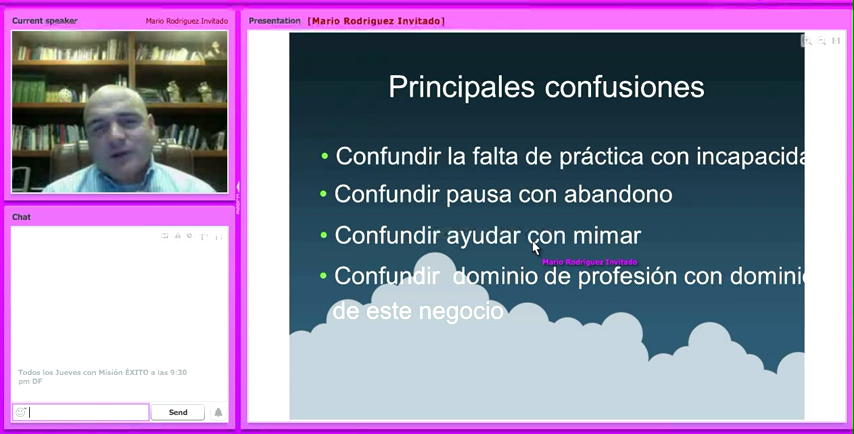 Current speaker
Mario Rodriguez Invitado
Presentation [Mario Rodriguez Invitado]
Principales confusiones
• Confundir la falta de práctica con incapacida
• Confundir pausa con abandono
• Confundir ayudar con mimar
Mario Rodriguez Invitado
• Confundir dominio de profesión con dominio
de este negocio
Chat
Todos los Jueves con Misión ÉXITO a las 9:30
pm DF
Send